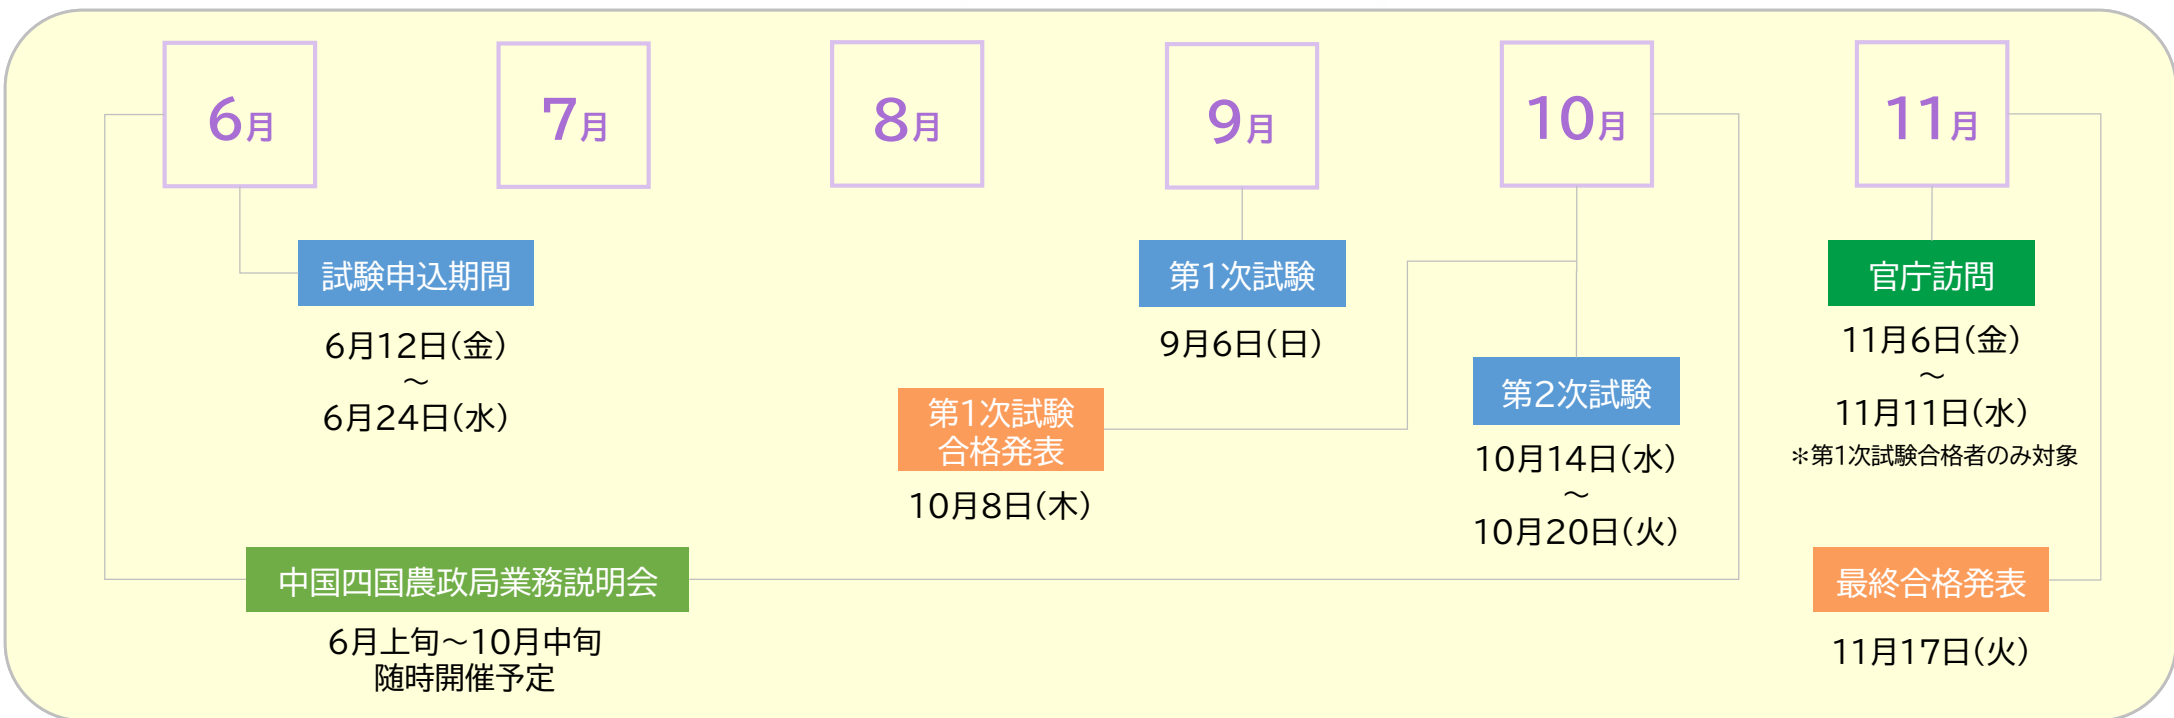 6月
7月
8月
9月
10月
11月
試験申込期間
6月12日(金)
～
6月24日(水)
第1次試験
9月6日(日)
第1次試験
合格発表
10月8日(木)
第2次試験
10月14日(水)
～
10月20日(火)
官庁訪問
11月6日(金)
～
11月11日(水)
＊第1次試験合格者のみ対象
中国四国農政局業務説明会
6月上旬～10月中旬
随時開催予定
最終合格発表
11月17日(火)